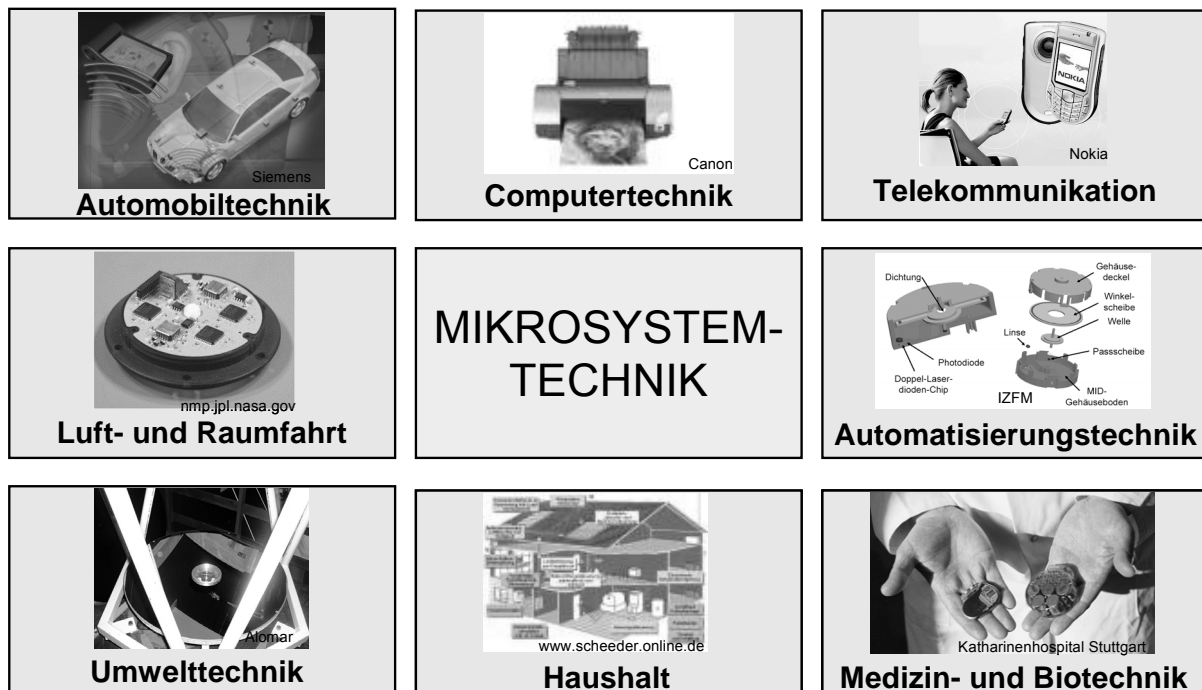 Siemens
Automobiltechnik
Canon
Computertechnik
NOKIA
Nokia
Telekommunikation
nmp.jpl.nasa.gov
Luft- und Raumfahrt
MIKROSYSTEM-
TECHNIK
Dichtung
Photodiode
Doppel-Laser-
dioden-Chip
Gehäuse-
deckel
Winkel-
scheibe
Welle
Linse
Passscheibe
MID-
Gehäuseboden
IZFM
Automatisierungstechnik
Alomar
Umwelttechnik
www.scheeder.online.de
Haushalt
Katharinenhospital Stuttgart
Medizin- und Biotechnik